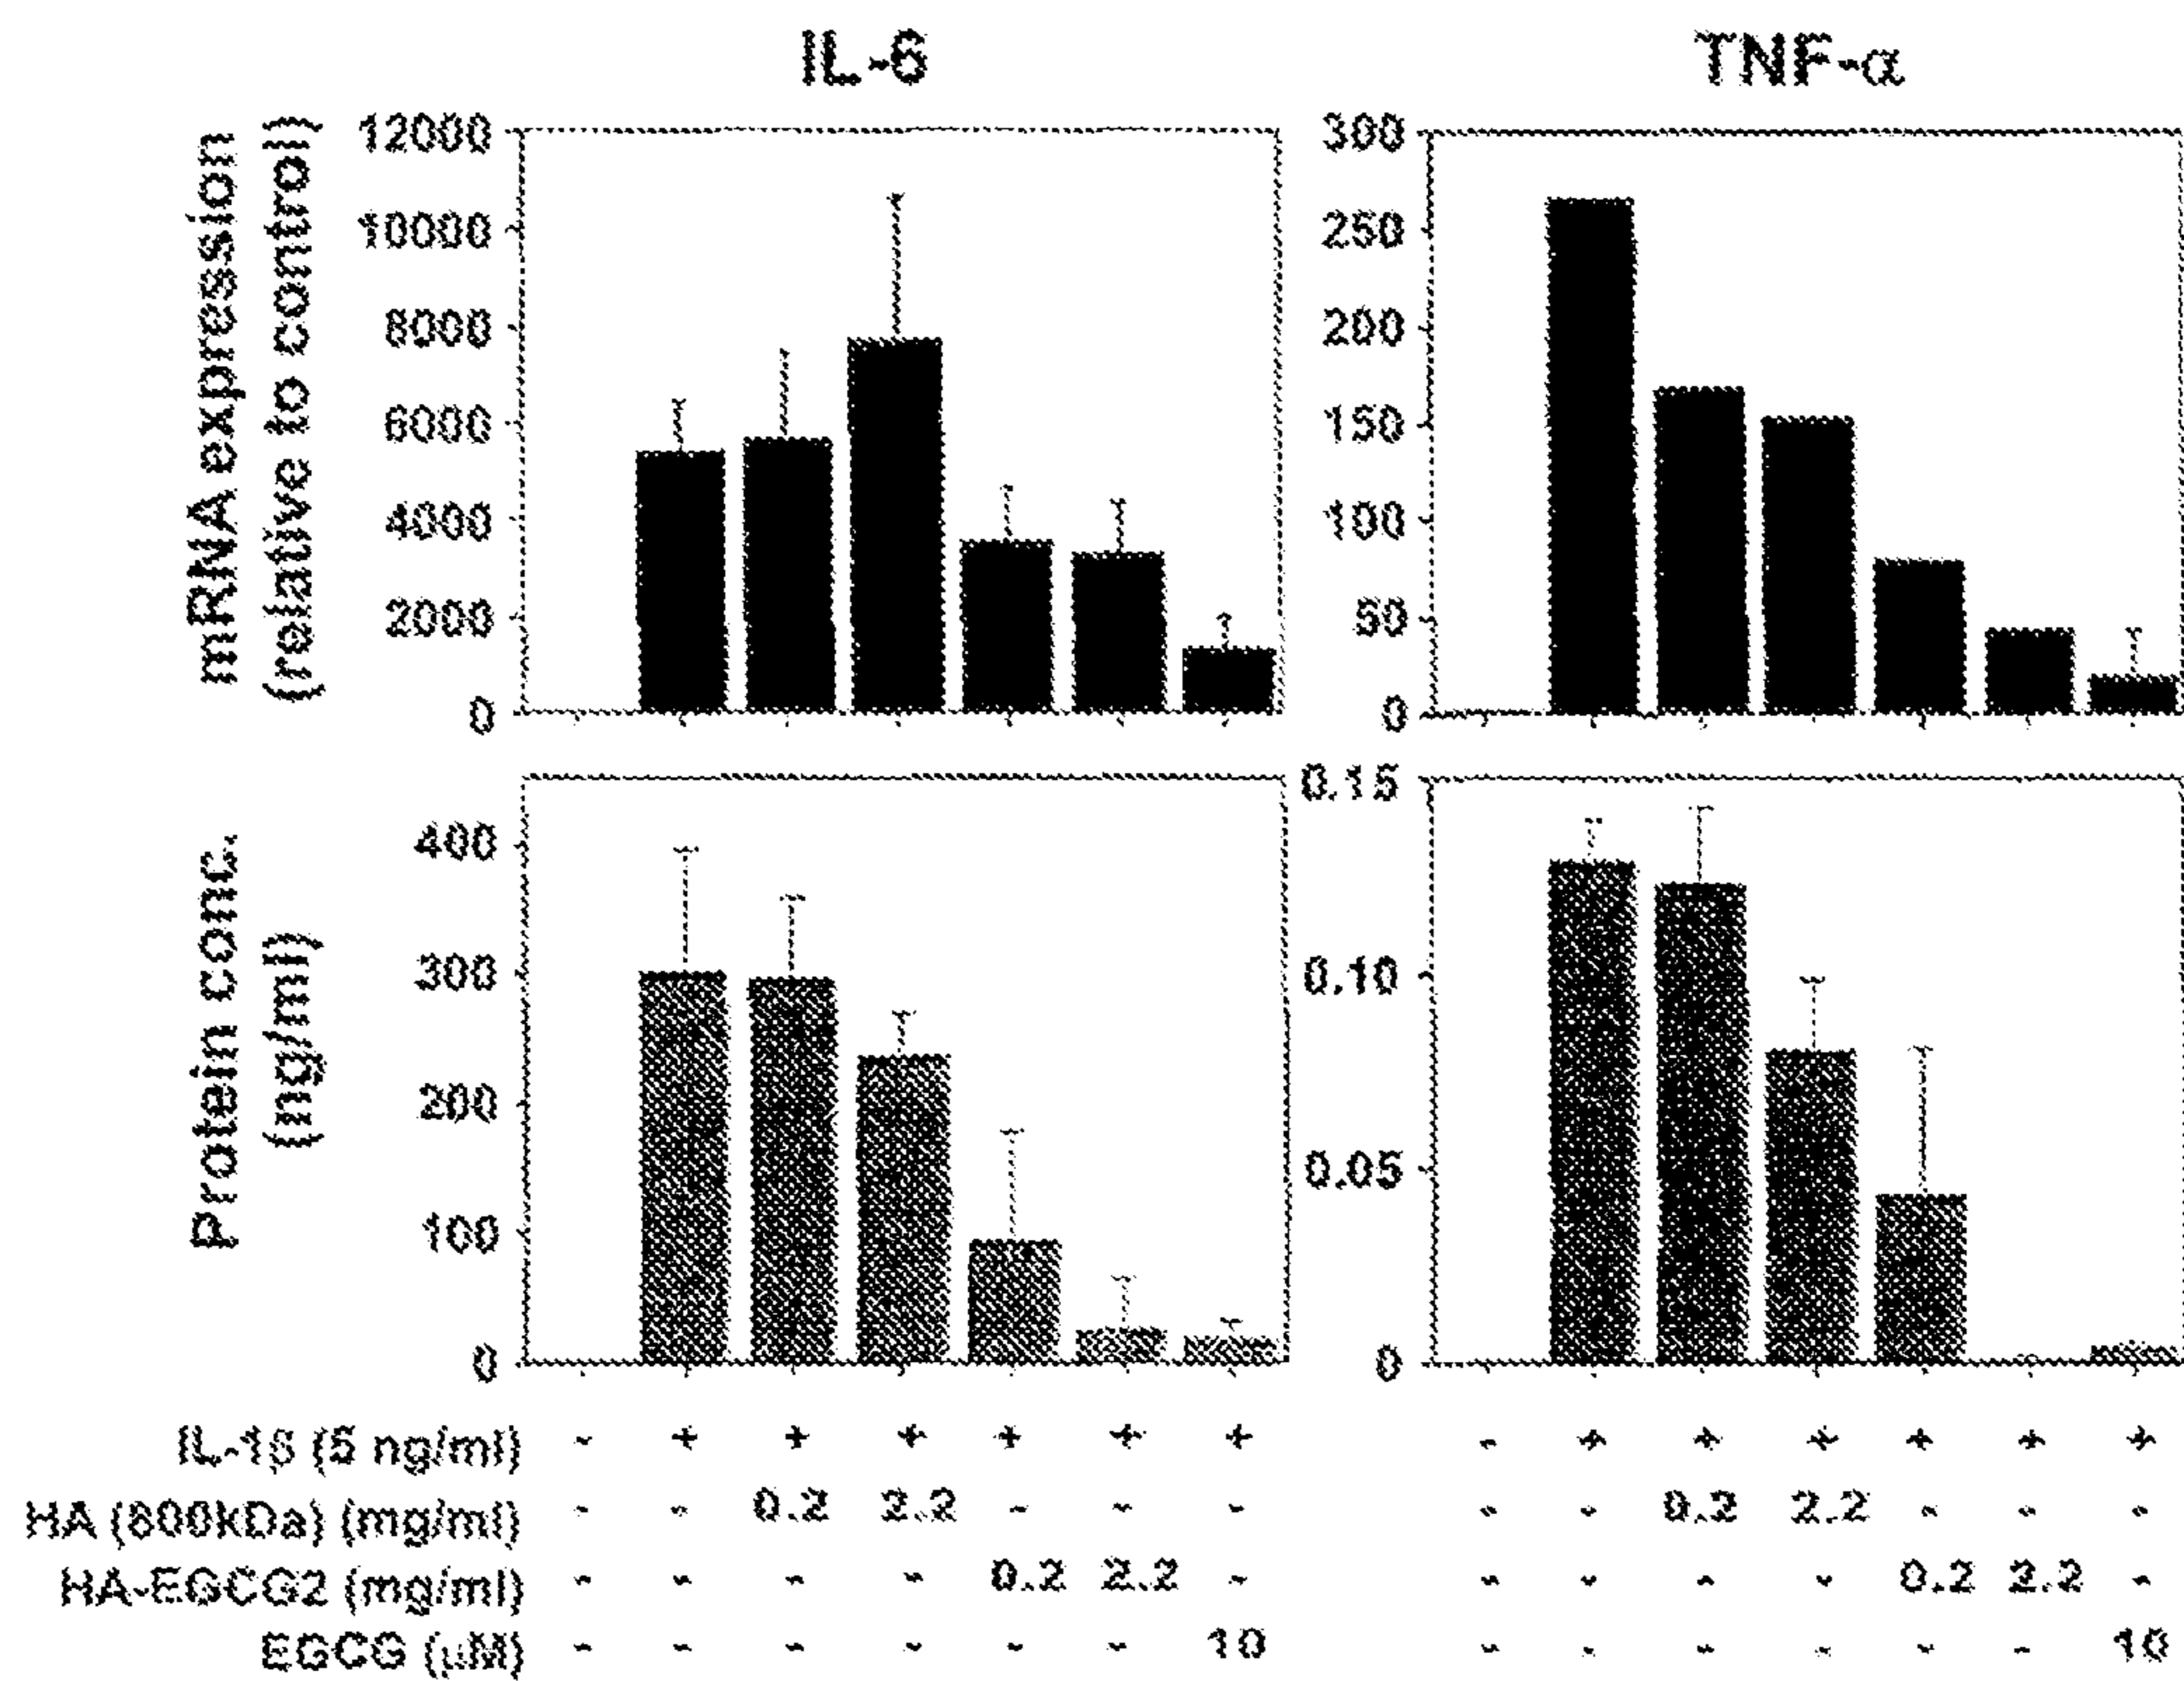 IL-6
TNF-α
mRNA expression
(relative to control)
12000
10000
8000
6000
4000
2000
0
300
250
200
150
100
50
0
Protein conc.
(ng/ml)
400
300
200
100
0
0.15
0.10
0.05
0
IL-1β (5 ng/ml) - + + + + + + - + + + + + +
HA (800kDa) (mg/ml) - - 0.2 2.2 - - - - - 0.2 2.2 - - -
HA-EGCG2 (mg/ml) - - - - 0.2 2.2 - - - - - 0.2 2.2 -
EGCG (μM) - - - - - - 10 - - - - - - 10